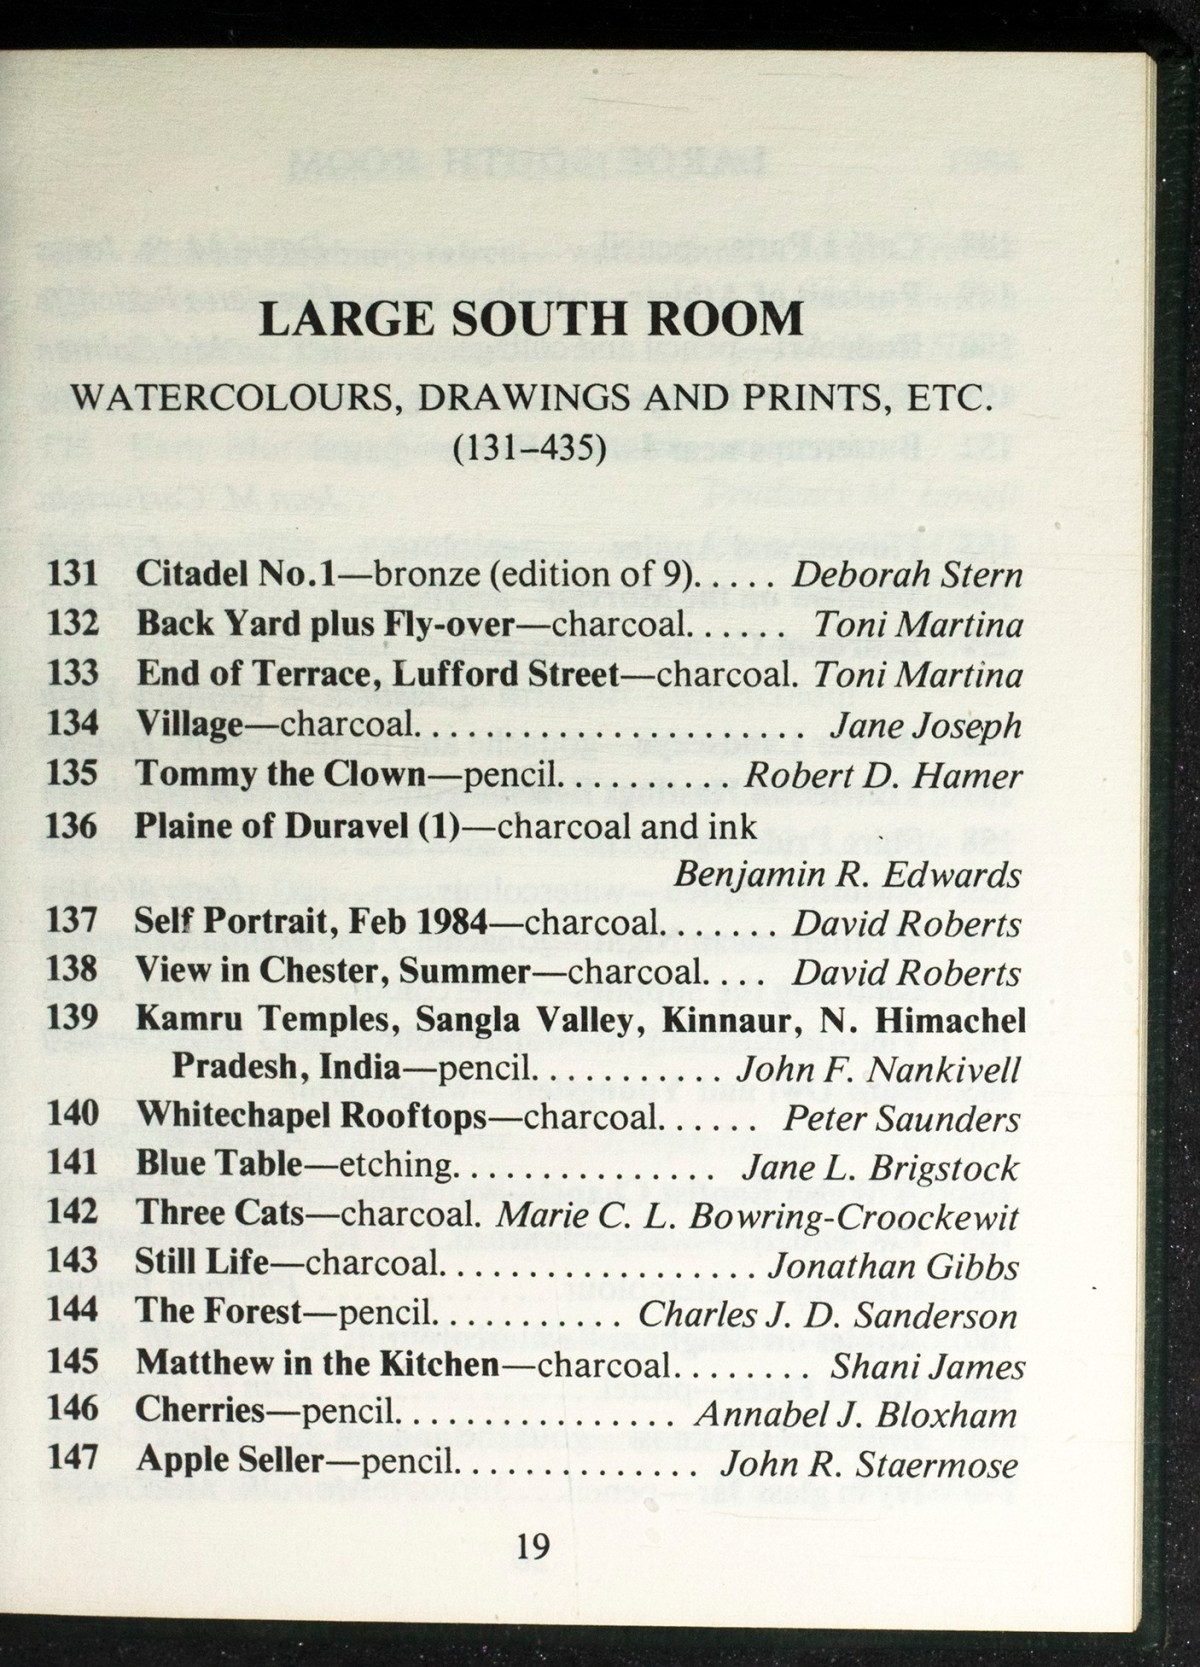 LARGE SOUTH ROOM
WATERCOLOURS, DRAWINGS AND PRINTS, ETC.
(131–435)
131 Citadel No.1—bronze (edition of 9)..... Deborah Stern
132 Back Yard plus Fly-over—charcoal...... Toni Martina
133 End of Terrace, Lufford Street—charcoal. Toni Martina
134 Village—charcoal....................... Jane Joseph
135 Tommy the Clown—pencil.......... Robert D. Hamer
136 Plaine of Duravel (1)—charcoal and ink
Benjamin R. Edwards
137 Self Portrait, Feb 1984—charcoal....... David Roberts
138 View in Chester, Summer—charcoal.... David Roberts
139 Kamru Temples, Sangla Valley, Kinnaur, N. Himachel
Pradesh, India—pencil........... John F. Nankivell
140 Whitechapel Rooftops—charcoal...... Peter Saunders
141 Blue Table—etching................ Jane L. Brigstock
142 Three Cats—charcoal. Marie C. L. Bowring-Croockewit
143 Still Life—charcoal................... Jonathan Gibbs
144 The Forest—pencil........... Charles J. D. Sanderson
145 Matthew in the Kitchen—charcoal........ Shani James
146 Cherries—pencil................. Annabel J. Bloxham
147 Apple Seller—pencil............... John R. Staermose
19